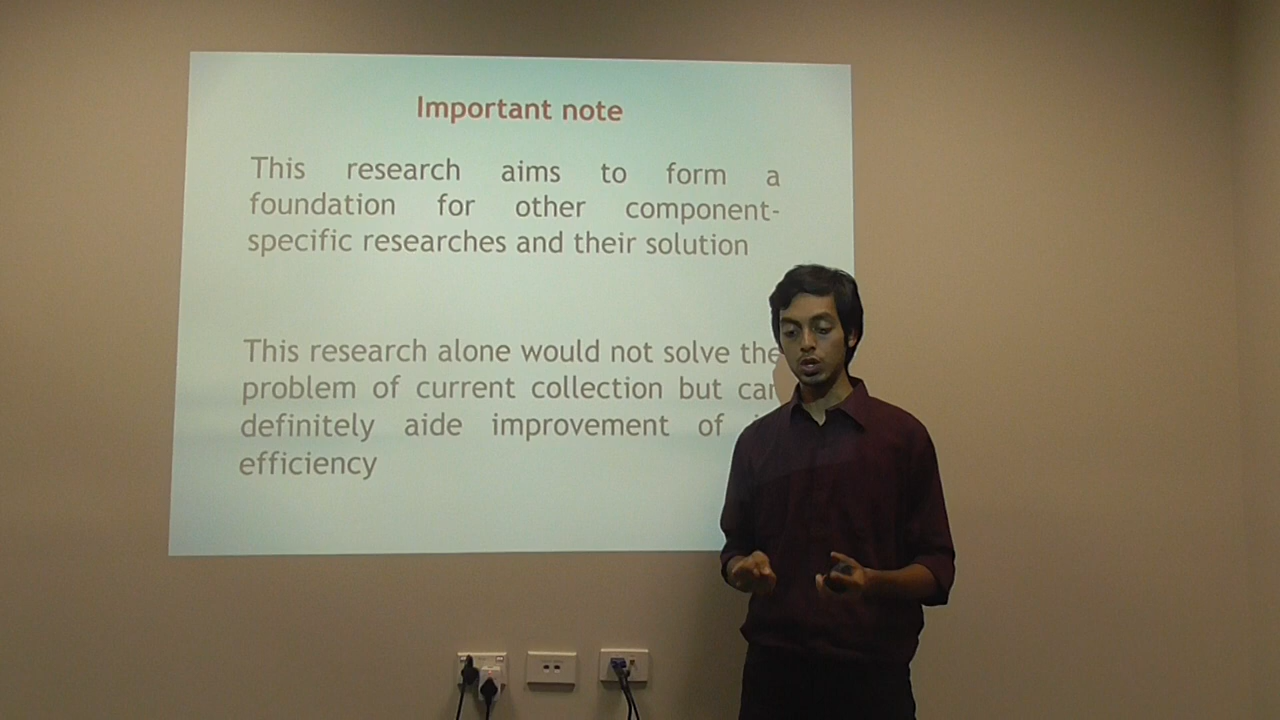 Important note
This research aims to form a
foundation for other component-
specific researches and their solution
This research alone would not solve the
problem of current collection but can
definitely aide improvement of
efficiency